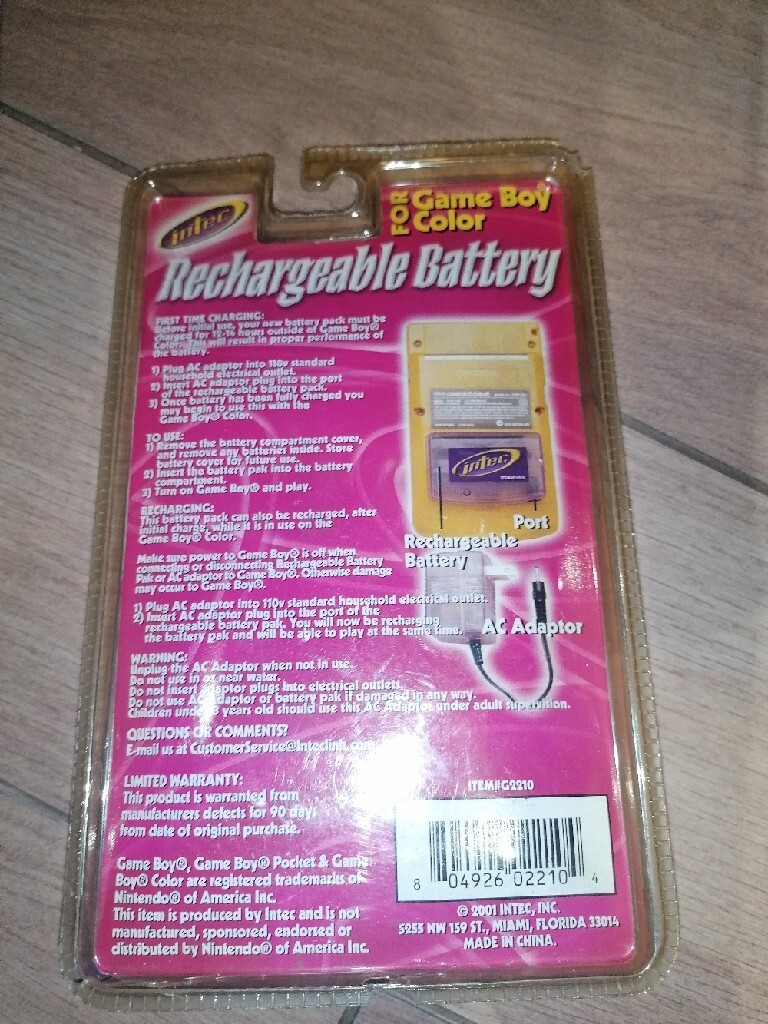 intec
FOR Game Boy
Color
Rechargeable Battery
FIRST TIME CHARGING:
Before initial use, your new battery pack must be
charged for 12-14 hours outside of Game Boy®
Color. This will result in proper performance of
the battery.
1) Plug AC adaptor into 110v standard
household electrical outlet.
2) Insert AC adaptor plug into the port
of the rechargeable battery pack.
3) Once battery has been fully charged you
may begin to use this with the
Game Boy® Color.
TO USE:
1) Remove the battery compartment cover,
and remove any batteries inside. Store
battery cover for future use.
2) Insert the battery pak into the battery
compartment.
3) Turn on Game Boy® and play.
RECHARGING:
This battery pack can also be recharged, after
initial charge, while it is in use on the
Game Boy® Color.
Make sure power to Game Boy® is off when
connecting or disconnecting Rechargeable Battery
Pak or AC adaptor to Game Boy®. Otherwise damage
may occur to Game Boy®.
1) Plug AC adaptor into 110v standard household electrical outlet.
2) Insert AC adaptor plug into the port of the
rechargeable battery pak. You will now be recharging
the battery pak and will be able to play at the same time.
intec
Port
Rechargeable
Battery
AC Adaptor
WARNING:
Unplug the AC Adaptor when not in use.
Do not use in or near water.
Do not insert adaptor plugs into electrical outlets.
Do not use AC Adaptor or battery pak if damaged in any way.
Children under 8 years old should use this AC Adaptor under adult supervision.
QUESTIONS OR COMMENTS?
E-mail us at CustomerService@Inteclink.com
LIMITED WARRANTY:
This product is warranted from
manufacturers defects for 90 days
from date of original purchase.
Game Boy®, Game Boy® Pocket & Game
Boy® Color are registered trademarks of
Nintendo® of America Inc.
This item is produced by Intec and is not
manufactured, sponsored, endorsed or
distributed by Nintendo® of America Inc.
ITEM#G2210
8 04926 02210 4
© 2001 INTEC, INC.
5255 NW 159 ST., MIAMI, FLORIDA 33014
MADE IN CHINA.